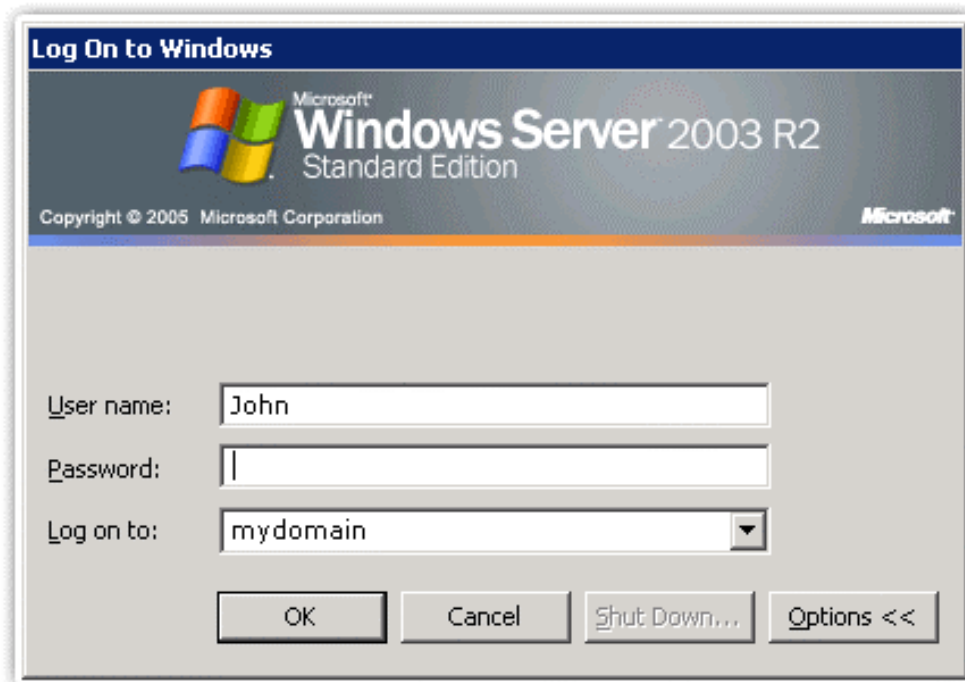 Log On to Windows
Microsoft®
Windows Server™ 2003 R2
Standard Edition
Copyright © 2005 Microsoft Corporation
Microsoft®
User name: John
Password:
Log on to: mydomain
OK Cancel Shut Down... Options <<